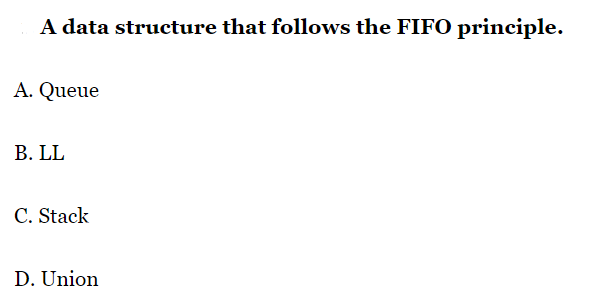 A data structure that follows the FIFO principle.
A. Queue
B. LL
C. Stack
D. Union